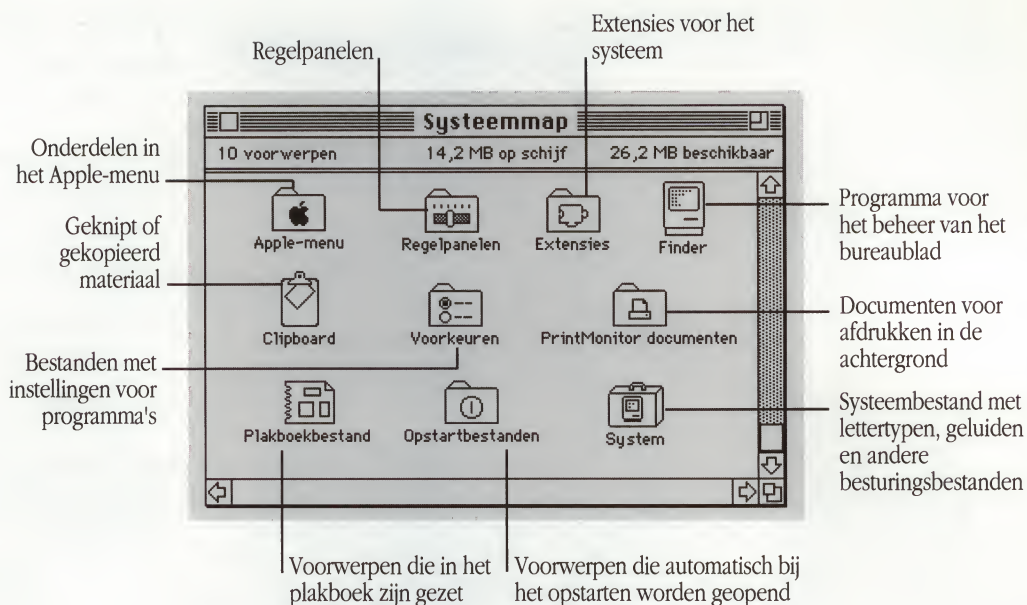 Extensies voor het
systeem
Regelpanelen
Systeemmap
10 voorwerpen 14,2 MB op schijf 26,2 MB beschikbaar
Onderdelen in
het Apple-menu
Apple-menu Regelpanelen Extensies Finder
Programma voor
het beheer van het
bureaublad
Geknipt of
gekopieerd
materiaal
Clipboard Voorkeuren PrintMonitor documenten
Documenten voor
afdrukken in de
achtergrond
Bestanden met
instellingen voor
programma's
Plakboekbestand Opstartbestanden System
Systeembestand met
lettertypen, geluiden
en andere
besturingsbestanden
Voorwerpen die in het
plakboek zijn gezet
Voorwerpen die automatisch bij
het opstarten worden geopend